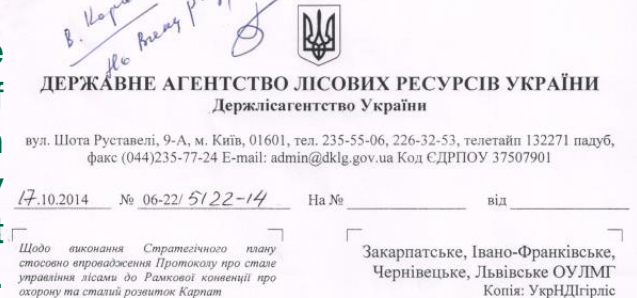 ДЕРЖАВНЕ АГЕНТСТВО ЛІСОВИХ РЕСУРСІВ УКРАЇНИ
Держлісагентство України
вул. Шота Руставелі, 9-А, м. Київ, 01601, тел. 235-55-06, 226-32-53, телетайп 132271 падуб,
факс (044)235-77-24 E-mail: admin@dklg.gov.ua Код ЄДРПОУ 37507901
17.10.2014 № 06-22/ 5122-14 На № від
Щодо виконання Стратегічного плану
стосовно впровадження Протоколу про стале
управління лісами до Рамкової конвенції про
охорону та сталий розвиток Карпат
Закарпатське, Івано-Франківське,
Чернівецьке, Львівське ОУЛМГ
Копія: УкрНДІгірліс